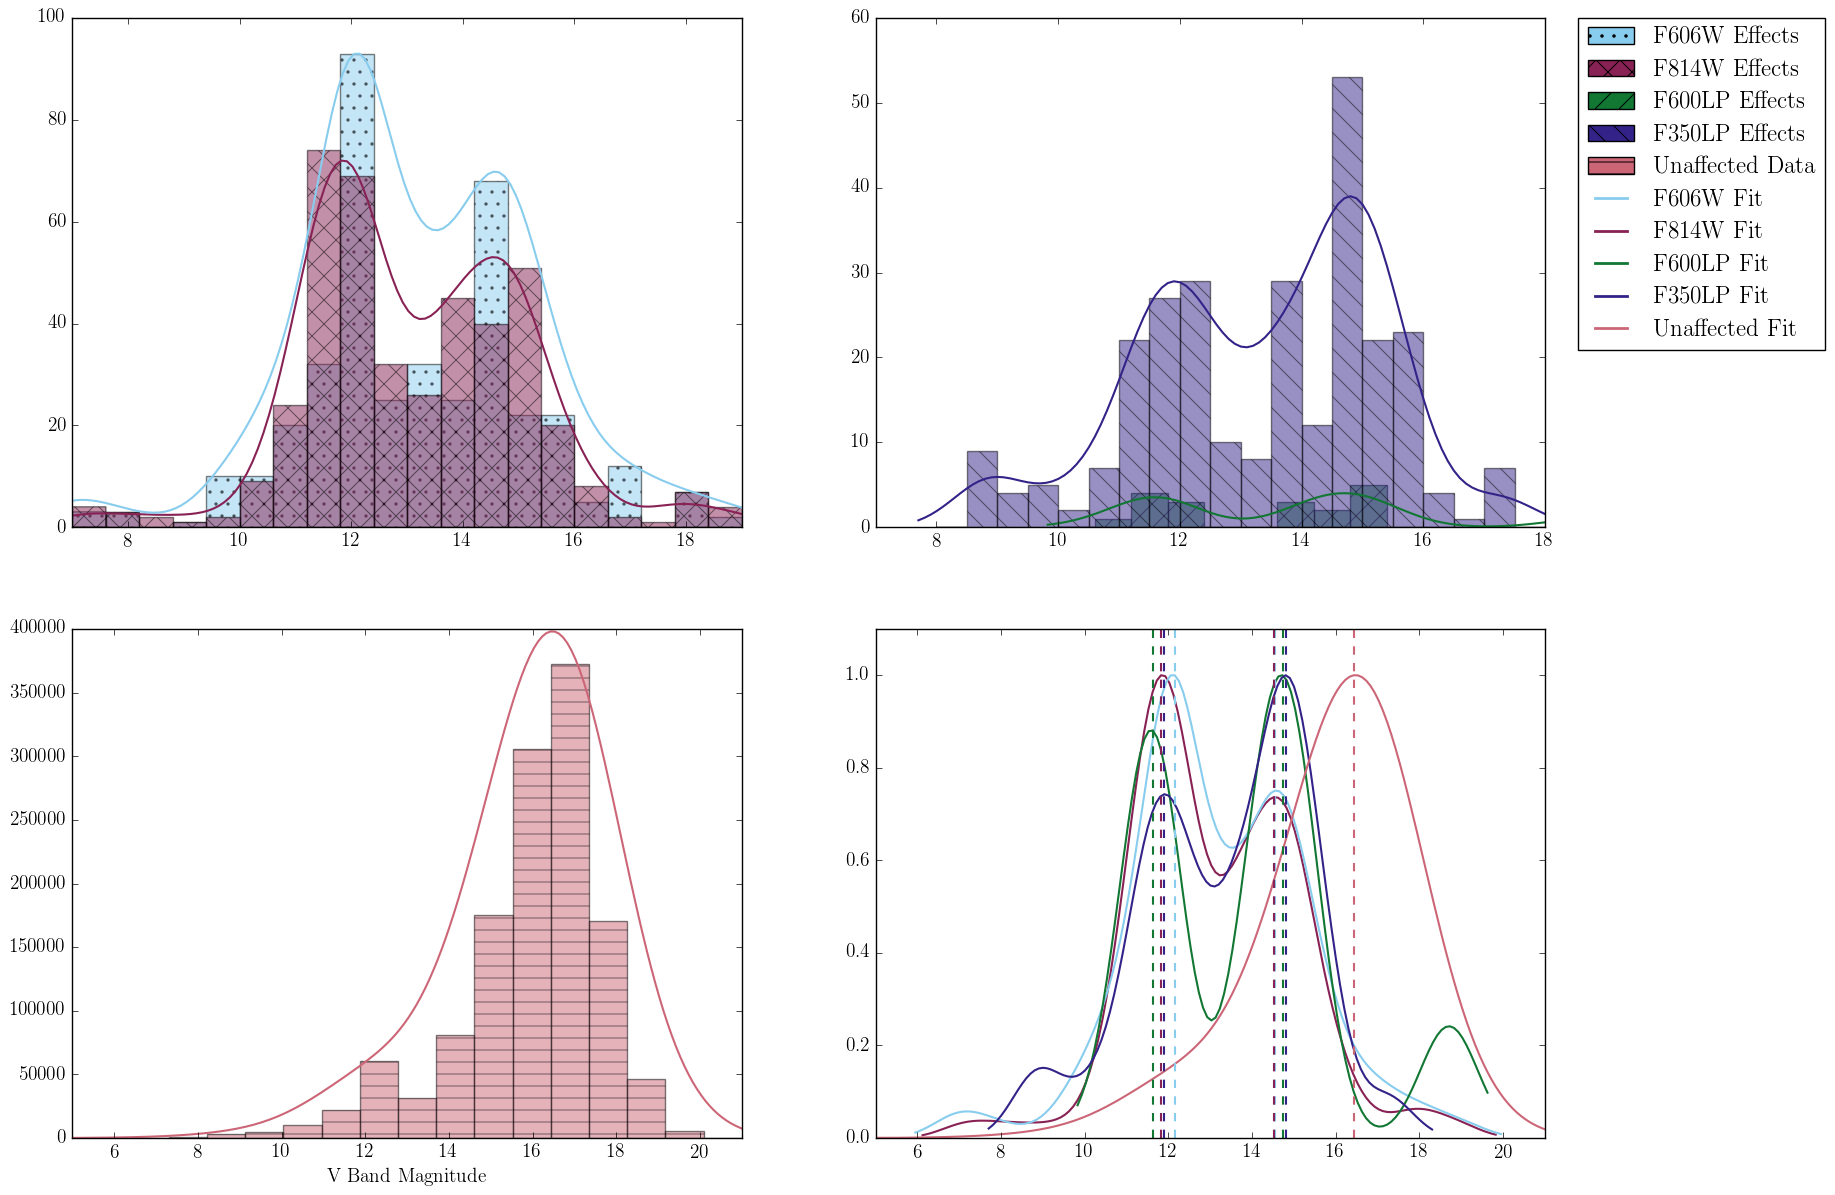 100
80
60
40
20
0
8 10 12 14 16 18
60
50
40
30
20
10
0
8 10 12 14 16 18
F606W Effects
F814W Effects
F600LP Effects
F350LP Effects
Unaffected Data
F606W Fit
F814W Fit
F600LP Fit
F350LP Fit
Unaffected Fit
400000
350000
300000
250000
200000
150000
100000
50000
0
6 8 10 12 14 16 18 20
V Band Magnitude
1.0
0.8
0.6
0.4
0.2
0.0
6 8 10 12 14 16 18 20